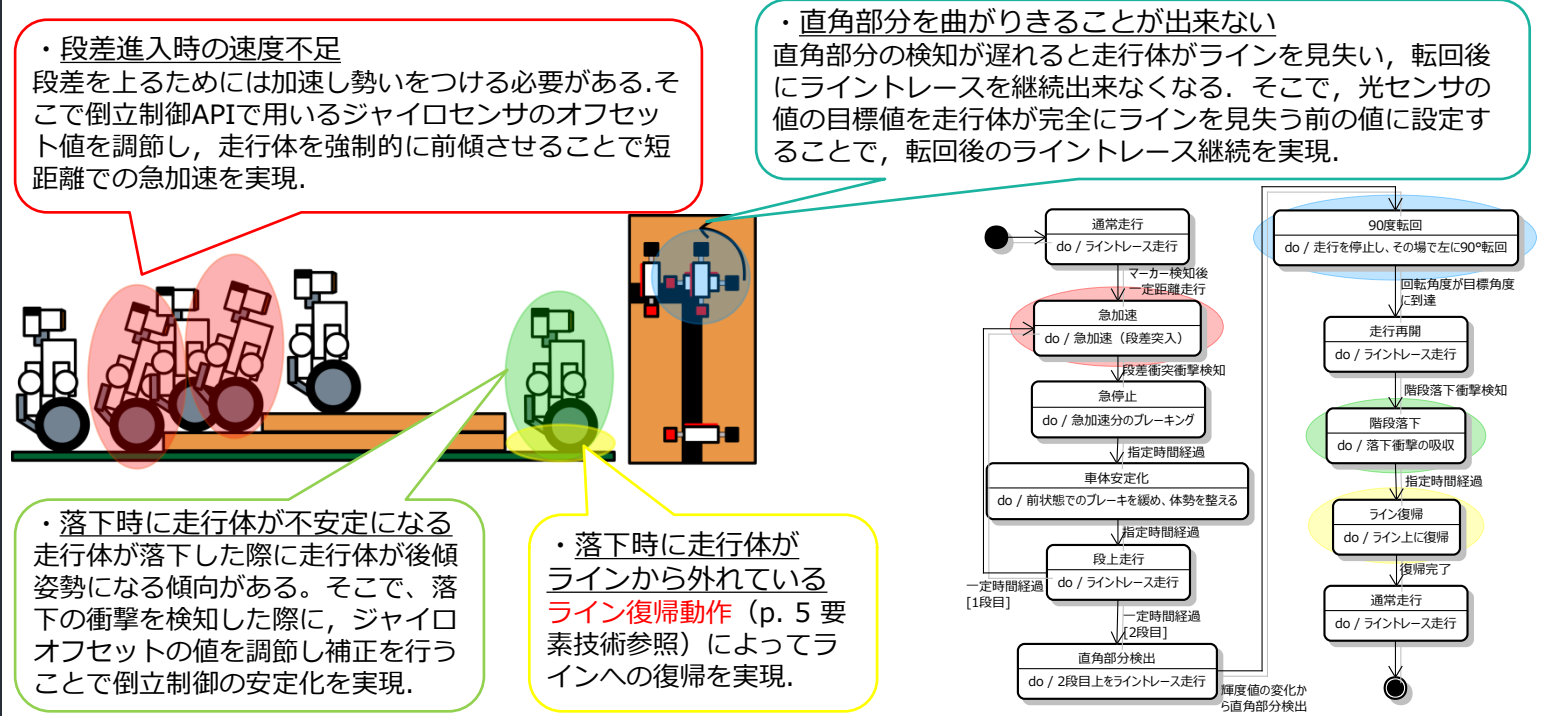 ・段差進入時の速度不足
段差を上るためには加速し勢いをつける必要がある.そ
こで倒立制御APIで用いるジャイロセンサのオフセッ
ト値を調節し，走行体を強制的に前傾させることで短
距離での急加速を実現.
・直角部分を曲がりきることが出来ない
直角部分の検知が遅れると走行体がラインを見失い，転回後
にライントレースを継続出来なくなる．そこで，光センサの
値の目標値を走行体が完全にラインを見失う前の値に設定す
ることで，転回後のライントレース継続を実現.
・落下時に走行体が不安定になる
走行体が落下した際に走行体が後傾
姿勢になる傾向がある。そこで、落
下の衝撃を検知した際に，ジャイロ
オフセットの値を調節し補正を行う
ことで倒立制御の安定化を実現.
・落下時に走行体が
ラインから外れている
ライン復帰動作（p. 5 要
素技術参照）によってラ
インへの復帰を実現.
通常走行
do / ライントレース走行
マーカー検知後
一定距離走行
急加速
do / 急加速（段差突入）
段差衝突衝撃検知
急停止
do / 急加速分のブレーキング
指定時間経過
車体安定化
do / 前状態でのブレーキを緩め、体勢を整える
指定時間経過
段上走行
do / ライントレース走行
一定時間経過
[1段目]
一定時間経過
[2段目]
直角部分検出
do / 2段目上をライントレース走行
輝度値の変化か
ら直角部分検出
90度転回
do / 走行を停止し、その場で左に90°転回
回転角度が目標角度
に到達
走行再開
do / ライントレース走行
階段落下衝撃検知
階段落下
do / 落下衝撃の吸収
指定時間経過
ライン復帰
do / ライン上に復帰
復帰完了
通常走行
do / ライントレース走行